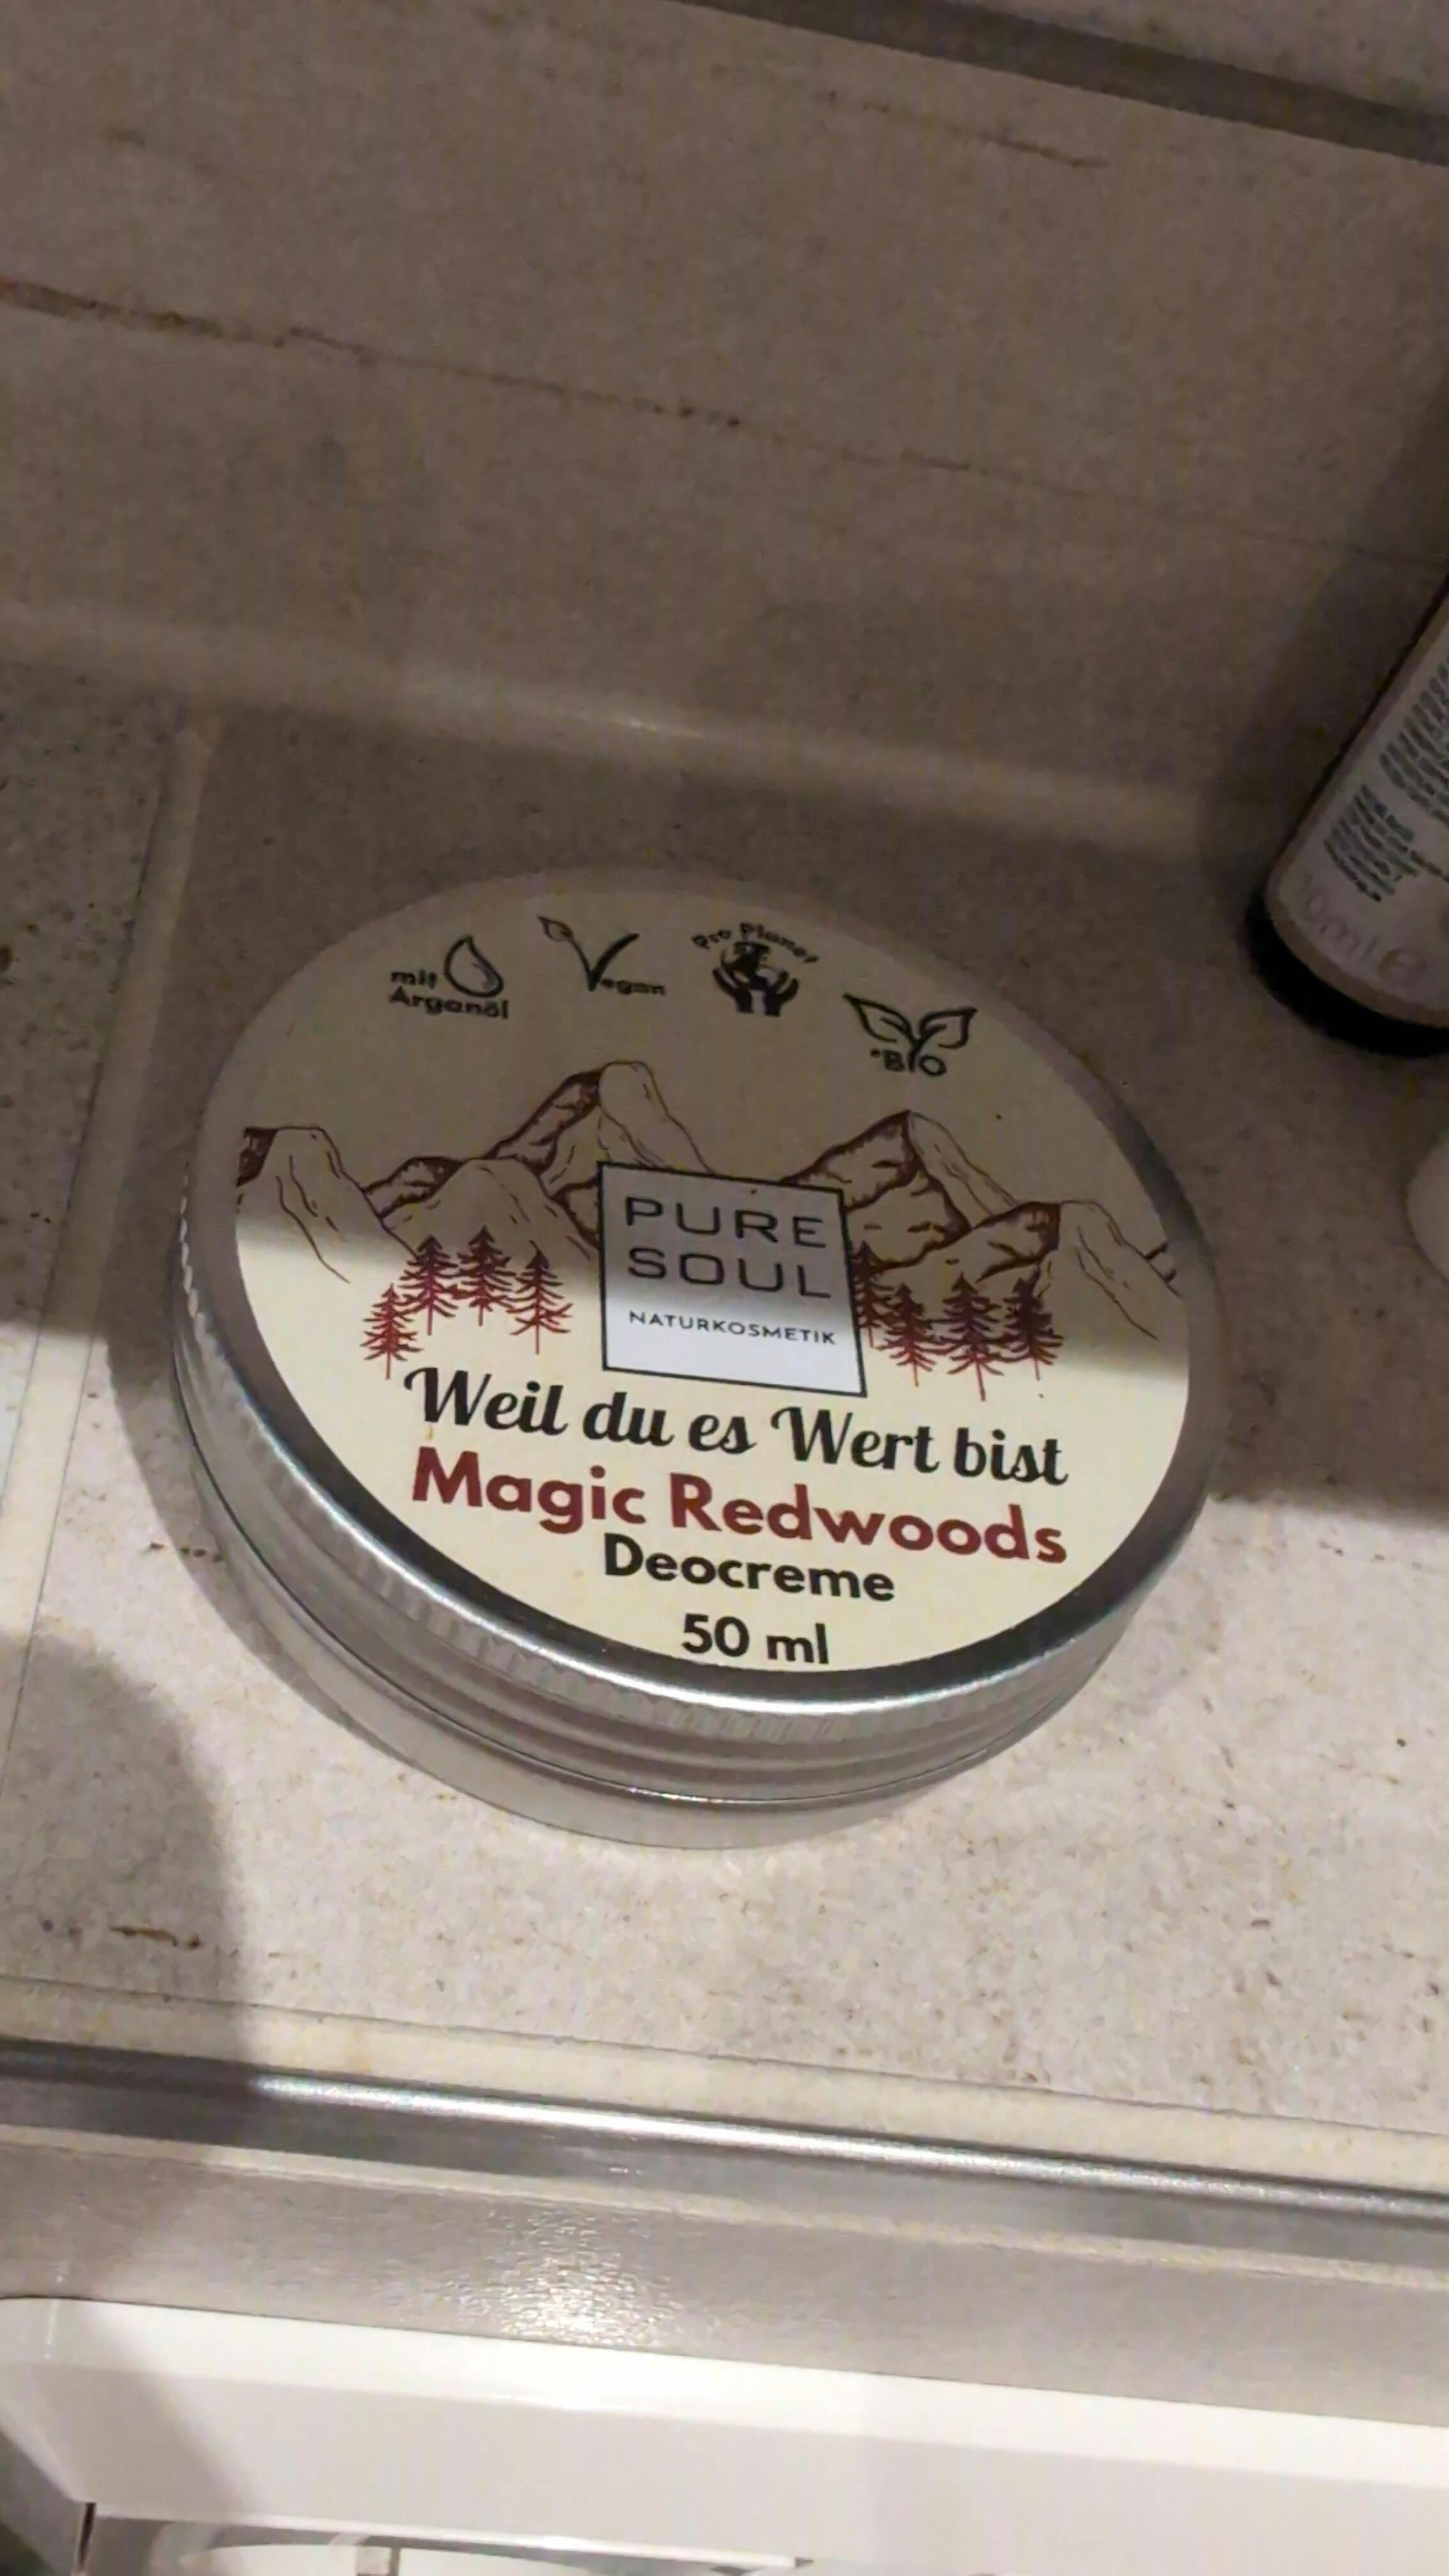 mit
Arganöl
Vegan
Pro Planet
*BIO
PURE
SOUL
NATURKOSMETIK
Weil du es Wert bist
Magic Redwoods
Deocreme
50 ml